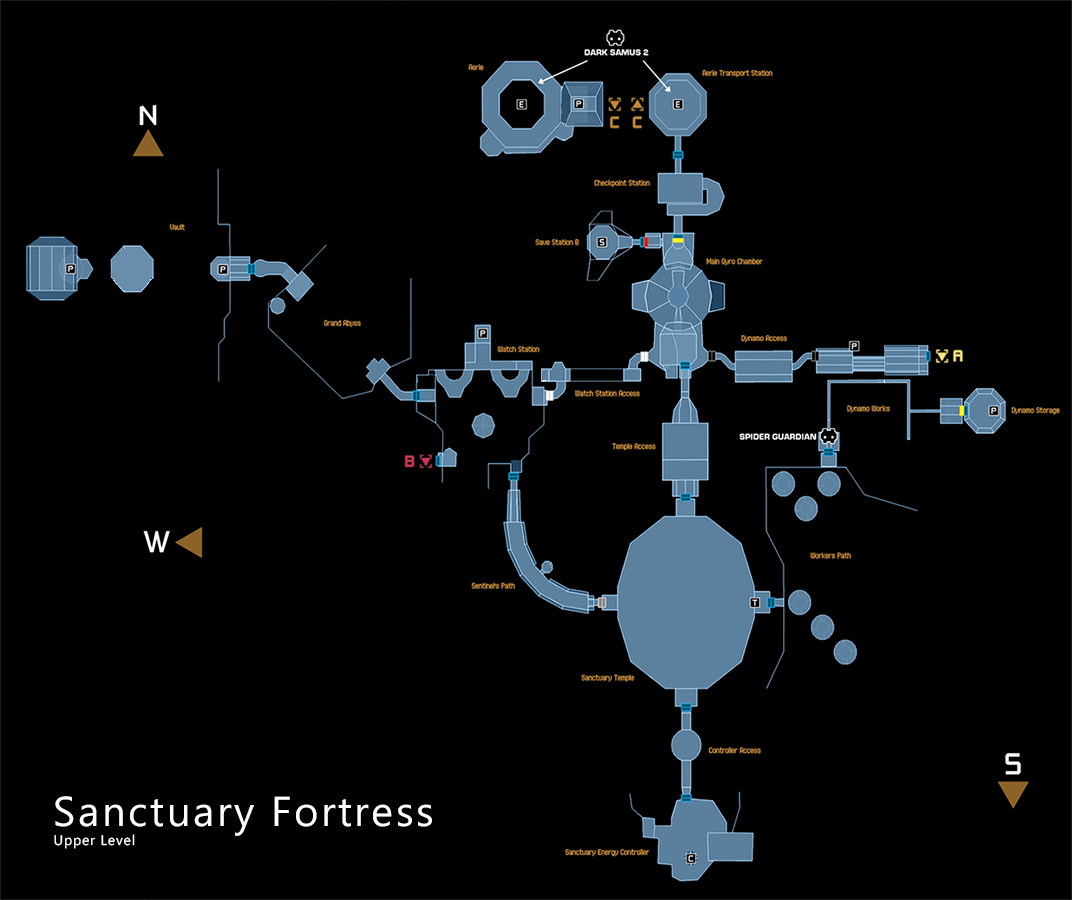 DARK SAMUS 2
Aerie
Aerie Transport Station
E
P
E
C
C
N
Checkpoint Station
Vault
Save Station B
S
Main Gyro Chamber
P
P
Grand Abyss
P
Watch Station
Dynamo Access
P
A
Watch Station Access
Dynamo Works
P
Dynamo Storage
SPIDER GUARDIAN
Temple Access
B
W
Workers Path
Sentinel's Path
T
Sanctuary Temple
Controller Access
S
Sanctuary Fortress
Upper Level
Sanctuary Energy Controller
C